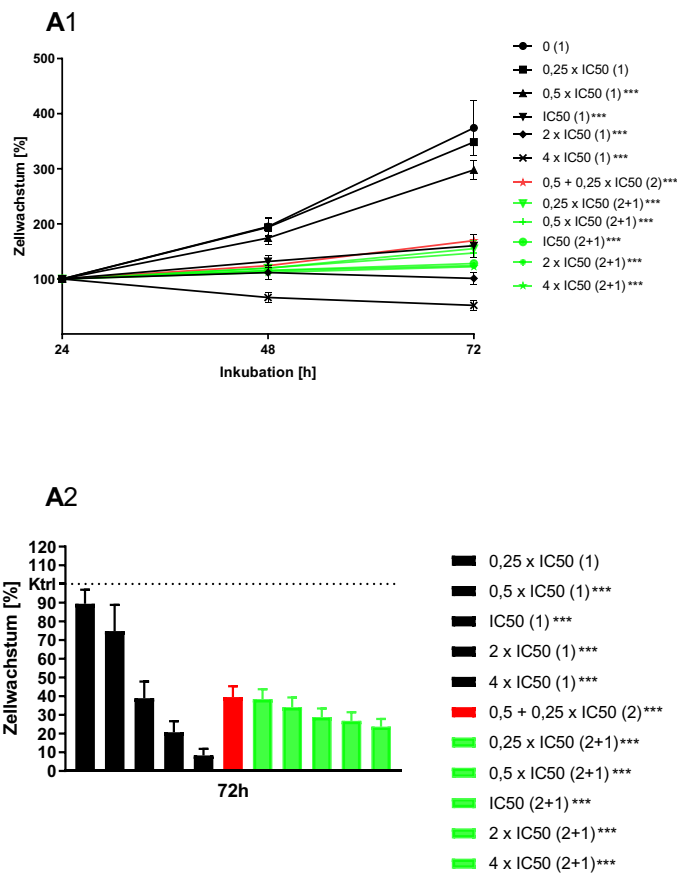 A1
Zellwachstum [%]
500
400
300
200
100
24
48
72
Inkubation [h]
0 (1)
0,25 x IC50 (1)
0,5 x IC50 (1)***
IC50 (1)***
2 x IC50 (1)***
4 x IC50 (1)***
0,5 + 0,25 x IC50 (2)***
0,25 x IC50 (2+1)***
0,5 x IC50 (2+1)***
IC50 (2+1)***
2 x IC50 (2+1)***
4 x IC50 (2+1)***
A2
Zellwachstum [%]
120
110
Ktrl
90
80
70
60
50
40
30
20
10
0
72h
0,25 x IC50 (1)
0,5 x IC50 (1)***
IC50 (1)***
2 x IC50 (1)***
4 x IC50 (1)***
0,5 + 0,25 x IC50 (2)***
0,25 x IC50 (2+1)***
0,5 x IC50 (2+1)***
IC50 (2+1)***
2 x IC50 (2+1)***
4 x IC50 (2+1)***